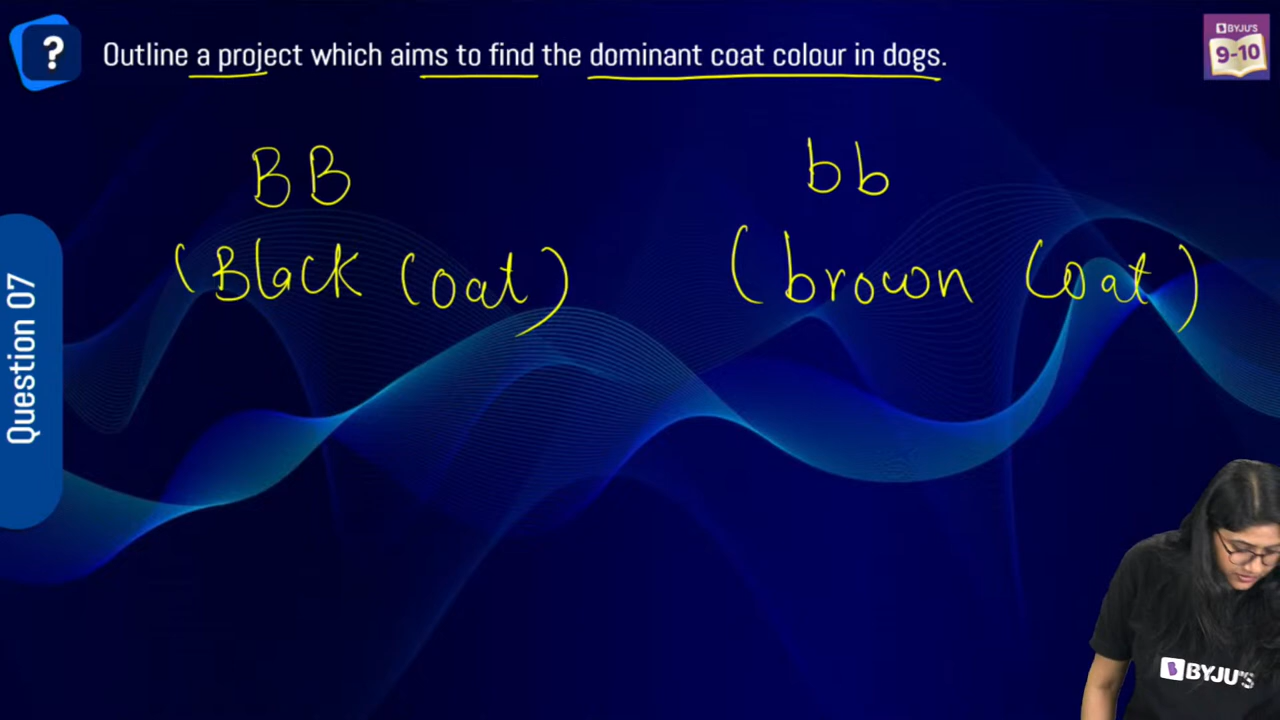 ?
Outline a project which aims to find the dominant coat colour in dogs.
BYJU'S
9-10
BB
bb
(Black Coat)
(brown Coat)
Question 07
BYJU'S